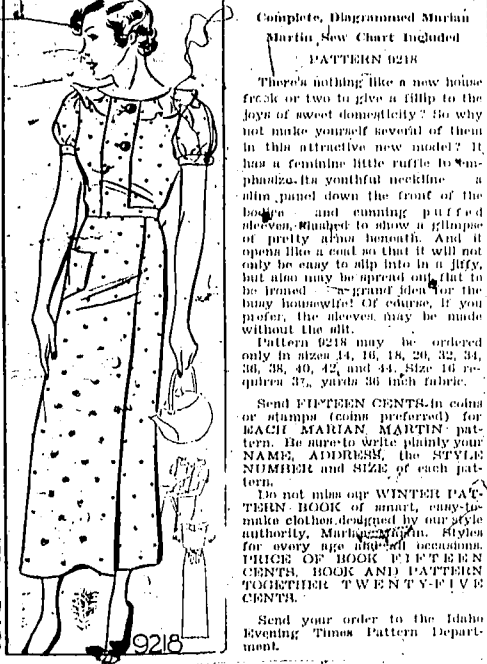 Complete, Diagrammed Marian
Martin Sew Chart Included
PATTERN 9218
There's nothing like a new house
frock or two to give a fillip to the
joys of sweet domesticity? So why
not make yourself several of them
in this attractive new model? It
has a feminine little ruffle to em-
phasize its youthful neckline a
slim panel down the front of the
bodice and cunning puffed
sleeves, slashed to show a glimpse
of pretty arms beneath. And it
opens like a coat so that it will not
only be easy to slip into in a jiffy,
but also may be spread out flat to
be ironed a grand idea for the
busy housewife! Of course, if you
prefer, the sleeves may be made
without the slit.
Pattern 9218 may be ordered
only in sizes 14, 16, 18, 20, 32, 34,
36, 38, 40, 42, and 44. Size 16 re-
quires yards 36 inch fabric.
Send FIFTEEN CENTS in coins
or stamps (coins preferred) for
EACH MARIAN MARTIN pat-
tern. Be sure to write plainly your
NAME, ADDRESS, the STYLE
NUMBER and SIZE of each pat-
tern.
Do not miss our WINTER PAT-
TERN BOOK of smart, easy-to-
make clothes designed by our style
authority, Marian Martin. Styles
for every age and all occasions.
PRICE OF BOOK FIFTEEN
CENTS. BOOK AND PATTERN
TOGETHER TWENTY-FIVE
CENTS.
Send your order to the Idaho
Evening Times Pattern Depart-
ment.
9218